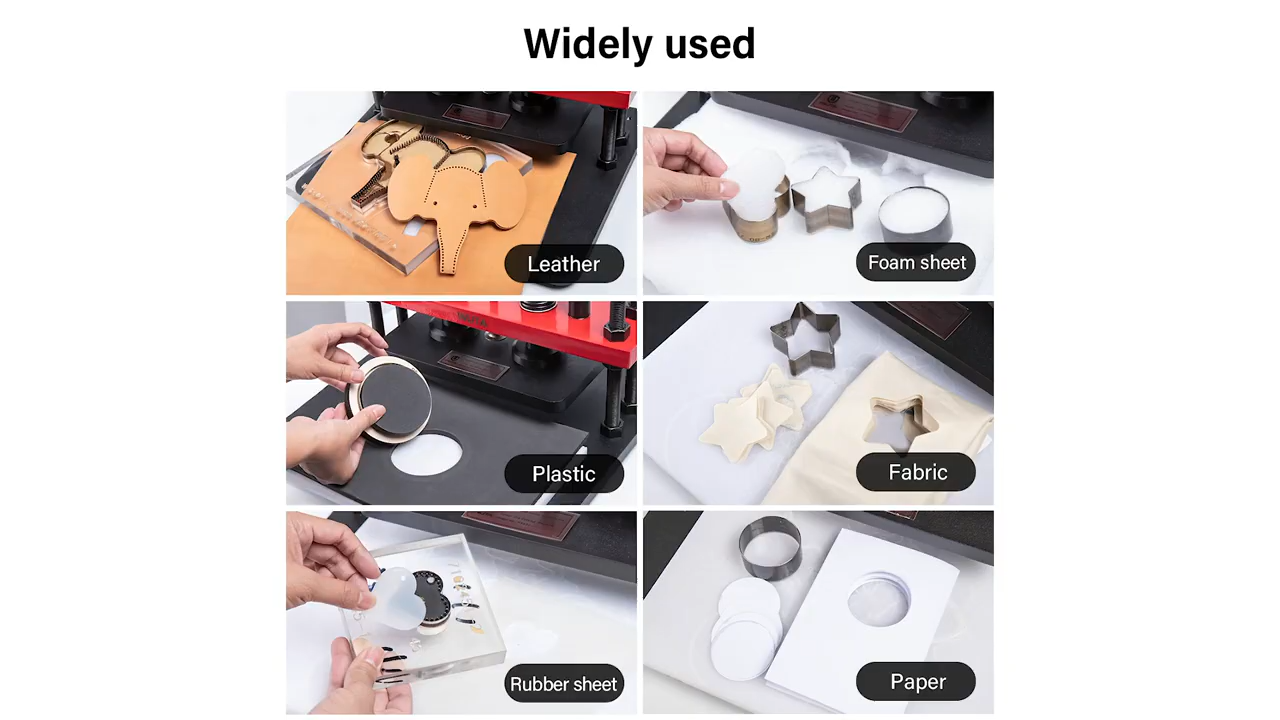 Widely used
Leather
Foam sheet
Plastic
Fabric
Rubber sheet
Paper